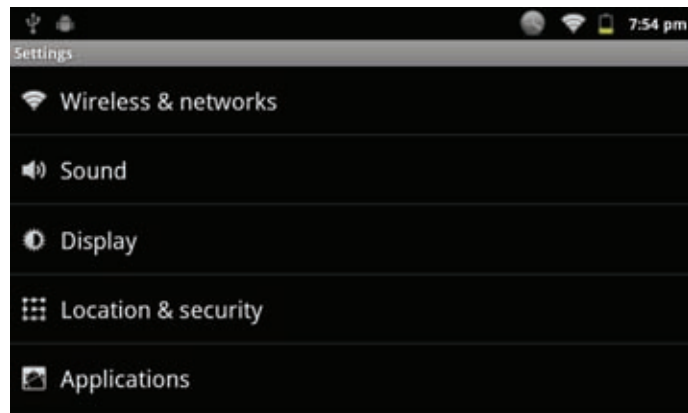 7:54 pm
Settings
Wireless & networks
Sound
Display
Location & security
Applications